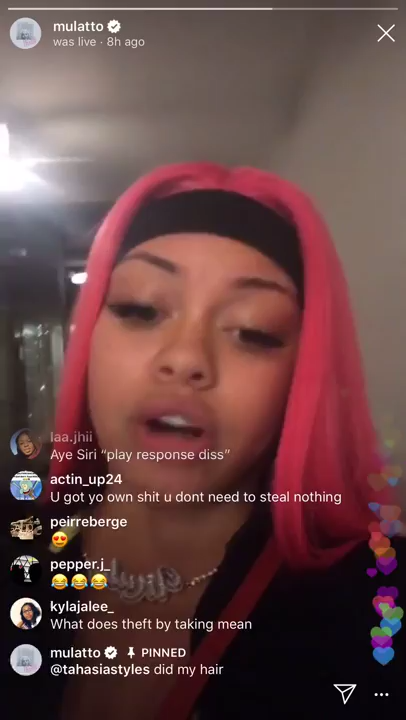 mulatto
was live · 8h ago
laa.jhii
Aye Siri “play response diss”
actin_up24
U got yo own shit u dont need to steal nothing
peirreberge
😍
pepper.j_
😂😂😂
kylajalee_
What does theft by taking mean
mulatto PINNED
@tahasiastyles did my hair